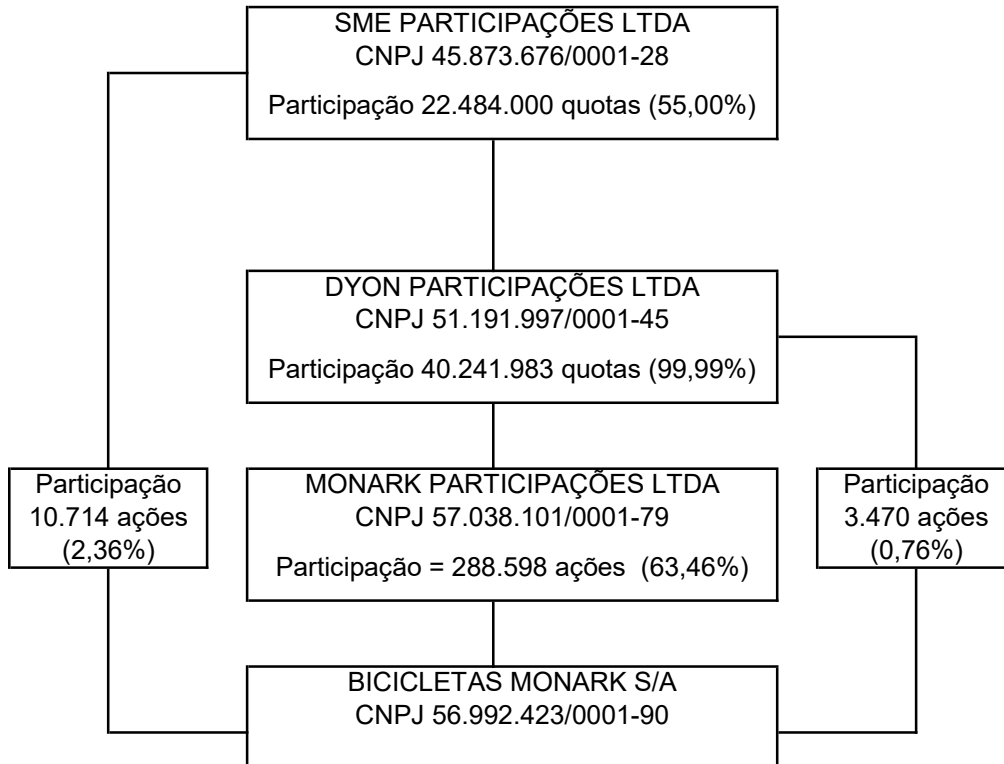 SME PARTICIPAÇÕES LTDA
CNPJ 45.873.676/0001-28
Participação 22.484.000 quotas (55,00%)
DYON PARTICIPAÇÕES LTDA
CNPJ 51.191.997/0001-45
Participação 40.241.983 quotas (99,99%)
Participação
10.714 ações
(2,36%)
MONARK PARTICIPAÇÕES LTDA
CNPJ 57.038.101/0001-79
Participação = 288.598 ações (63,46%)
Participação
3.470 ações
(0,76%)
BICICLETAS MONARK S/A
CNPJ 56.992.423/0001-90